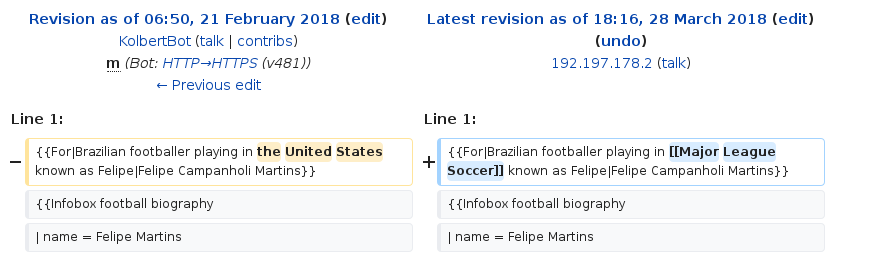 Revision as of 06:50, 21 February 2018 (edit)
KolbertBot (talk | contribs)
m (Bot: HTTP→HTTPS (v481))
← Previous edit
Latest revision as of 18:16, 28 March 2018 (edit)
(undo)
192.197.178.2 (talk)
Line 1:
Line 1:
− {{For|Brazilian footballer playing in the United States
known as Felipe|Felipe Campanholi Martins}}
+ {{For|Brazilian footballer playing in [[Major League
Soccer]] known as Felipe|Felipe Campanholi Martins}}
{{Infobox football biography
{{Infobox football biography
| name = Felipe Martins
| name = Felipe Martins